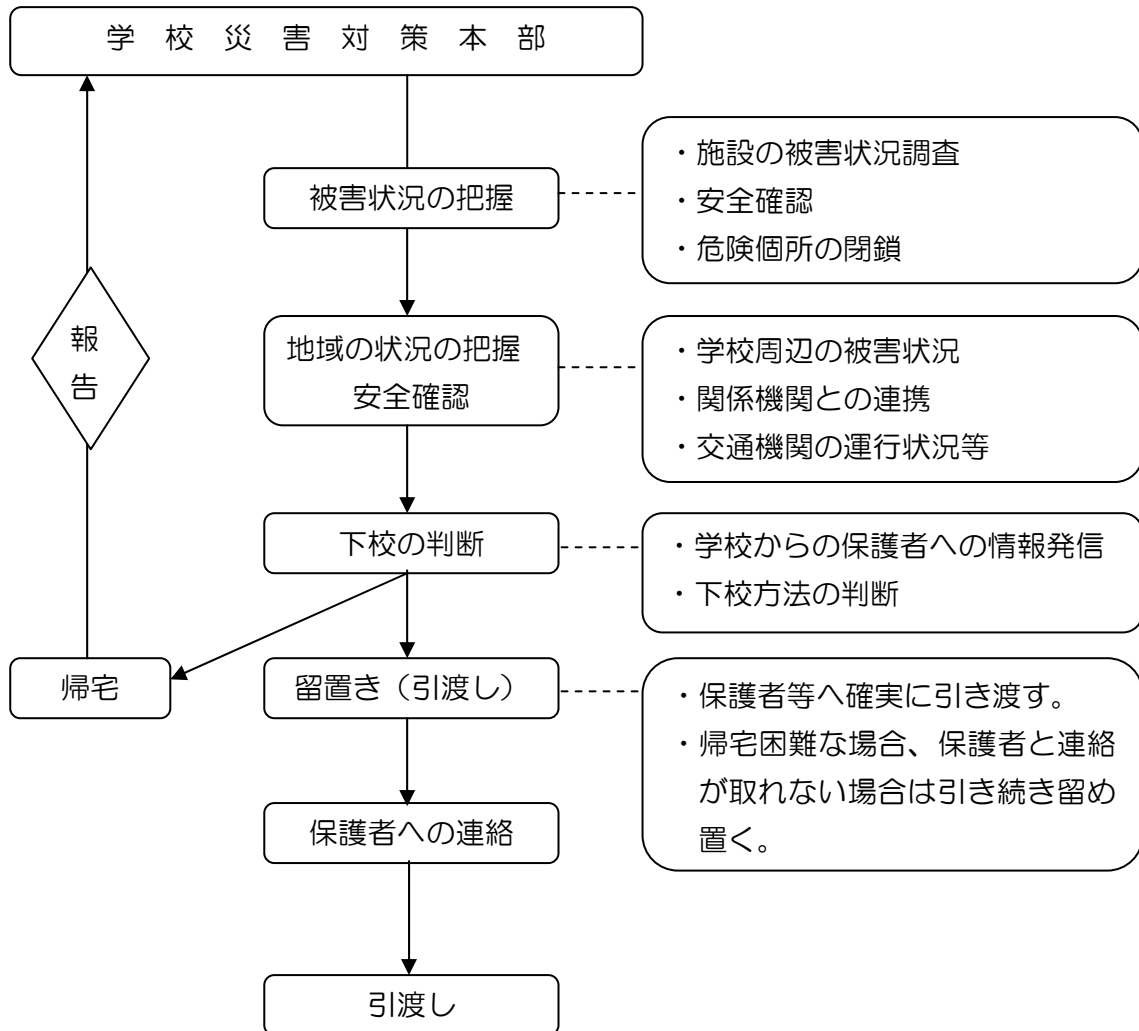 学校災害対策本部
被害状況の把握
・施設の被害状況調査
・安全確認
・危険個所の閉鎖
報
告
地域の状況の把握
安全確認
・学校周辺の被害状況
・関係機関との連携
・交通機関の運行状況等
下校の判断
・学校からの保護者への情報発信
・下校方法の判断
帰宅
留置き（引渡し）
・保護者等へ確実に引き渡す。
・帰宅困難な場合、保護者と連絡
が取れない場合は引き続き留め
置く。
保護者への連絡
引渡し